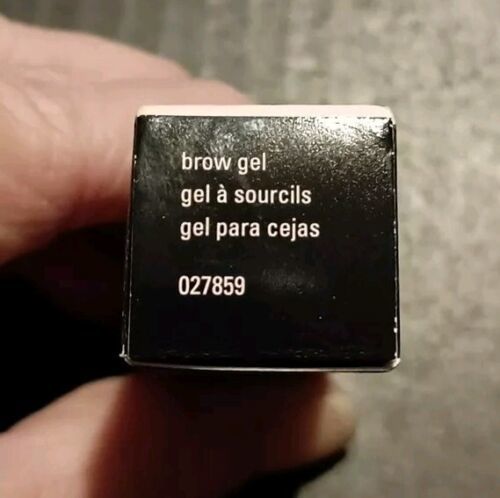 brow gel
gel à sourcils
gel para cejas
027859